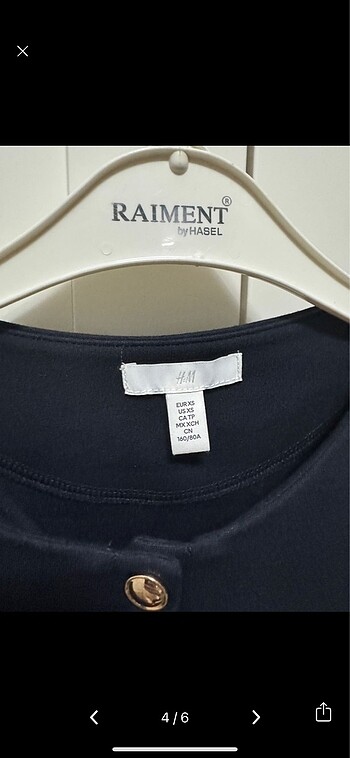 RAIMENT®
by HASEL
H&M
EUR XS
US XS
CA TP
MX XCH
CN
160/80A
4/6